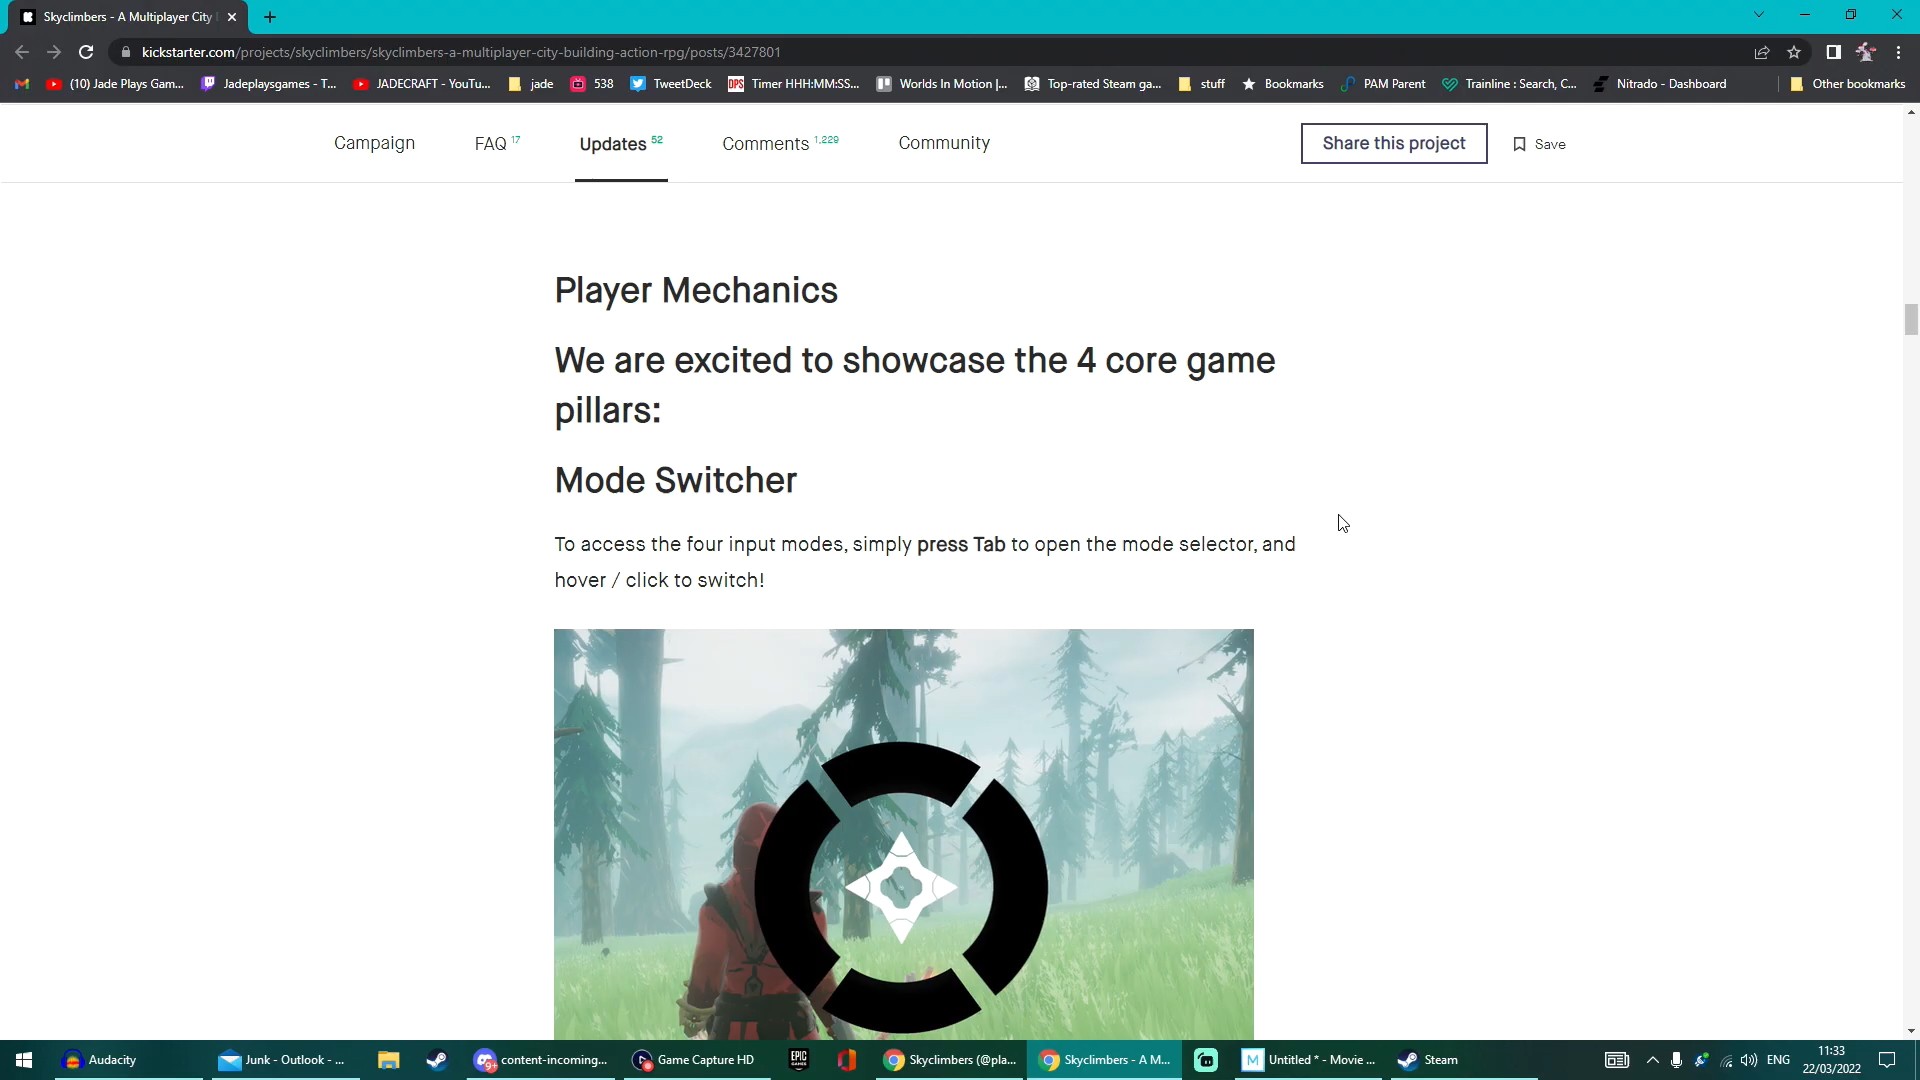 Skyclimbers - A Multiplayer City
kickstarter.com/projects/skyclimbers/skyclimbers-a-multiplayer-city-building-action-rpg/posts/3427801
(10) Jade Plays Gam... Jadeplaysgames - T... JADECRAFT - YouTu... jade 538 TweetDeck DPS Timer HHH:MM:SS... Worlds In Motion |... Top-rated Steam ga... stuff Bookmarks PAM Parent Trainline : Search, C... Nitrado - Dashboard Other bookmarks
Campaign FAQ 17 Updates 52 Comments 1,229 Community Share this project Save
Player Mechanics
We are excited to showcase the 4 core game
pillars:
Mode Switcher
To access the four input modes, simply press Tab to open the mode selector, and
hover / click to switch!
Audacity Junk - Outlook - ... 9+ content-incoming... Game Capture HD EPIC GAMES Skyclimbers (@pla... Skyclimbers - A M... M Untitled * - Movie ... Steam ENG 11:33
22/03/2022